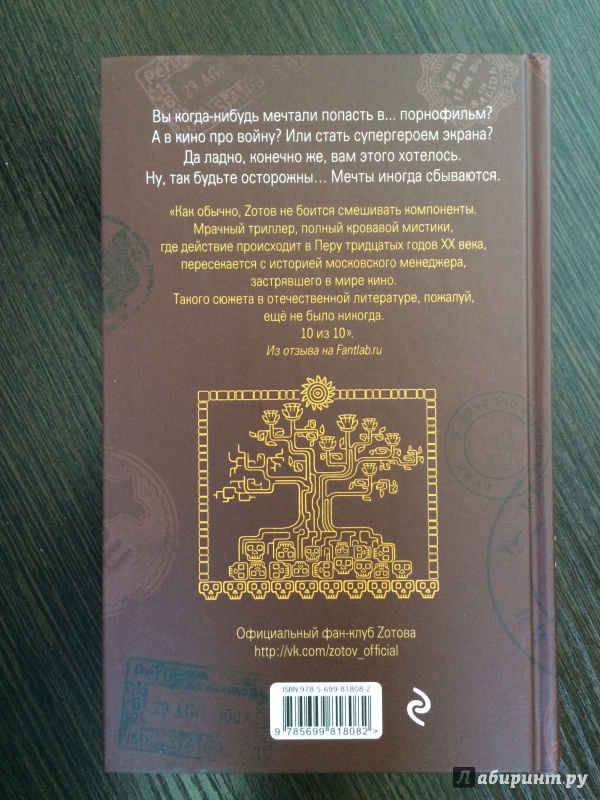 Вы когда-нибудь мечтали попасть в... порнофильм?
А в кино про войну? Или стать супергероем экрана?
Да ладно, конечно же, вам этого хотелось.
Ну, так будьте осторожны... Мечты иногда сбываются.
«Как обычно, Zотов не боится смешивать компоненты.
Мрачный триллер, полный кровавой мистики,
где действие происходит в Перу тридцатых годов XX века,
пересекается с историей московского менеджера,
застрявшего в мире кино.
Такого сюжета в отечественной литературе, пожалуй,
ещё не было никогда.
10 из 10».
Из отзыва на Fantlab.ru
Официальный фан-клуб Zотова
http://vk.com/zotov_official
ISBN 978-5-699-81808-2
9 785699 818082 >
Лабиринт.ру